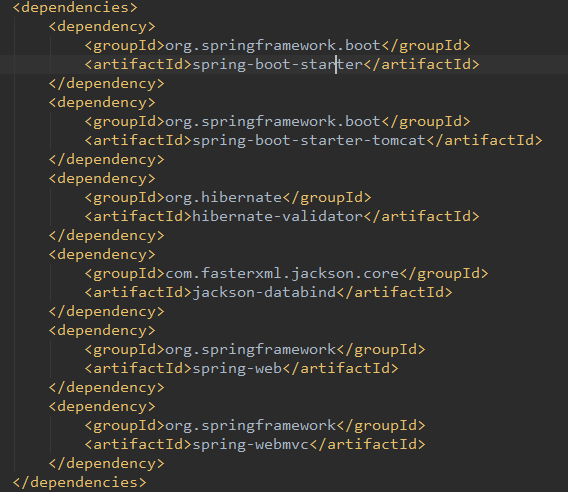 <dependencies>
<dependency>
<groupId>org.springframework.boot</groupId>
<artifactId>spring-boot-starter</artifactId>
</dependency>
<dependency>
<groupId>org.springframework.boot</groupId>
<artifactId>spring-boot-starter-tomcat</artifactId>
</dependency>
<dependency>
<groupId>org.hibernate</groupId>
<artifactId>hibernate-validator</artifactId>
</dependency>
<dependency>
<groupId>com.fasterxml.jackson.core</groupId>
<artifactId>jackson-databind</artifactId>
</dependency>
<dependency>
<groupId>org.springframework</groupId>
<artifactId>spring-web</artifactId>
</dependency>
<dependency>
<groupId>org.springframework</groupId>
<artifactId>spring-webmvc</artifactId>
</dependency>
</dependencies>